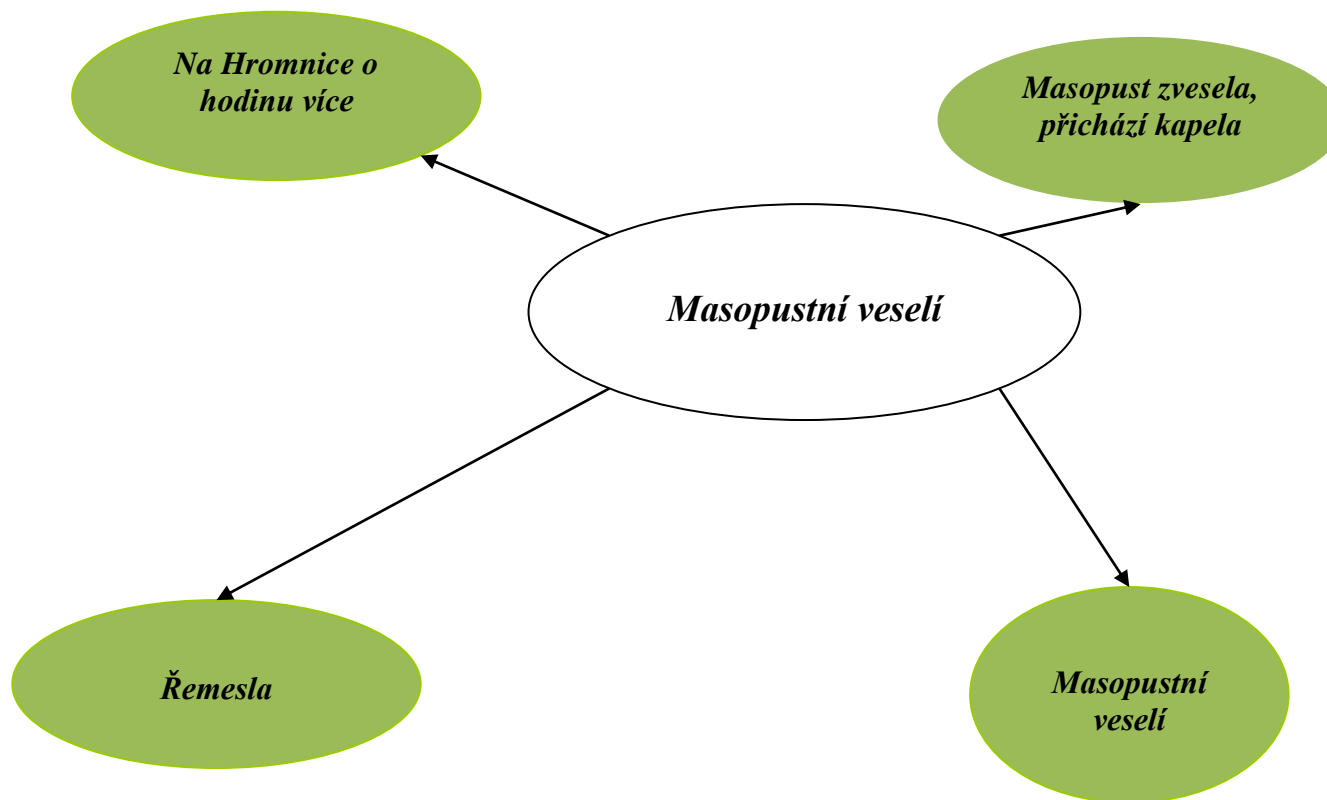 Na Hromnice o
hodinu více
Masopust zvesela,
přichází kapela
Masopustní veselí
Řemesla
Masopustní
veselí